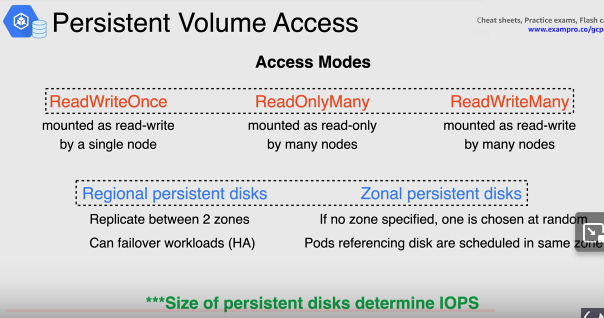 Persistent Volume Access
Cheat sheets, Practice exams, Flash c
www.exampro.co/gcp
Access Modes
ReadWriteOnce ReadOnlyMany ReadWriteMany
mounted as read-write mounted as read-only mounted as read-write
by a single node by many nodes by many nodes
Regional persistent disks Zonal persistent disks
Replicate between 2 zones If no zone specified, one is chosen at random
Can failover workloads (HA) Pods referencing disk are scheduled in same zone
***Size of persistent disks determine IOPS